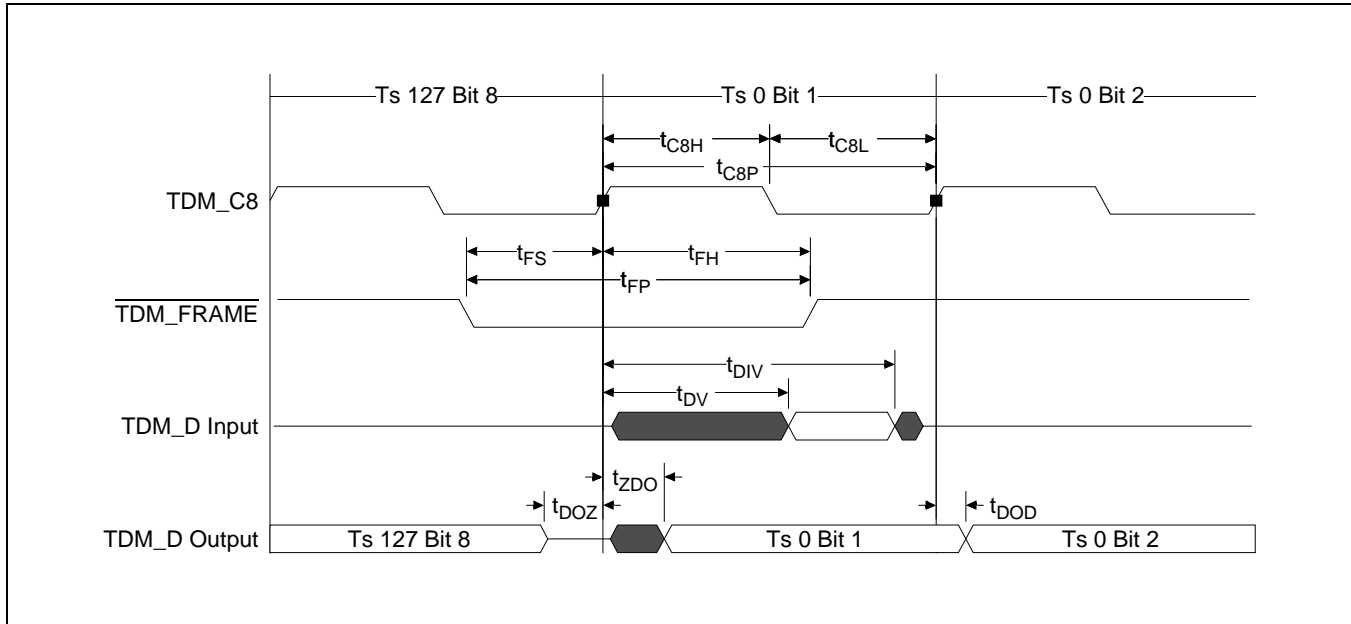 Ts 127 Bit 8 Ts 0 Bit 1 Ts 0 Bit 2
tC8H tC8L
tC8P
TDM_C8
tFS tFH
tFP
TDM_FRAME
tDIV
tDV
TDM_D Input
tZDO
tDOZ tDOD
TDM_D Output Ts 127 Bit 8 Ts 0 Bit 1 Ts 0 Bit 2